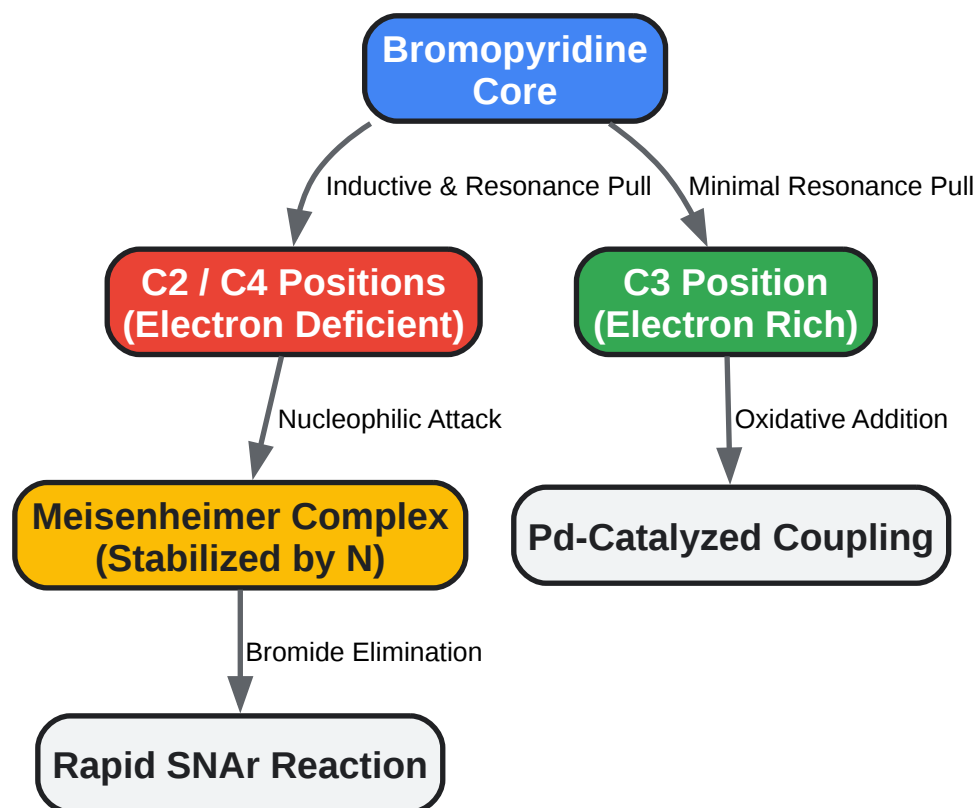 Bromopyridine
Core
Inductive & Resonance Pull
Minimal Resonance Pull
C2 / C4 Positions
(Electron Deficient)
C3 Position
(Electron Rich)
Nucleophilic Attack
Oxidative Addition
Meisenheimer Complex
(Stabilized by N)
Pd-Catalyzed Coupling
Bromide Elimination
Rapid SNAr Reaction